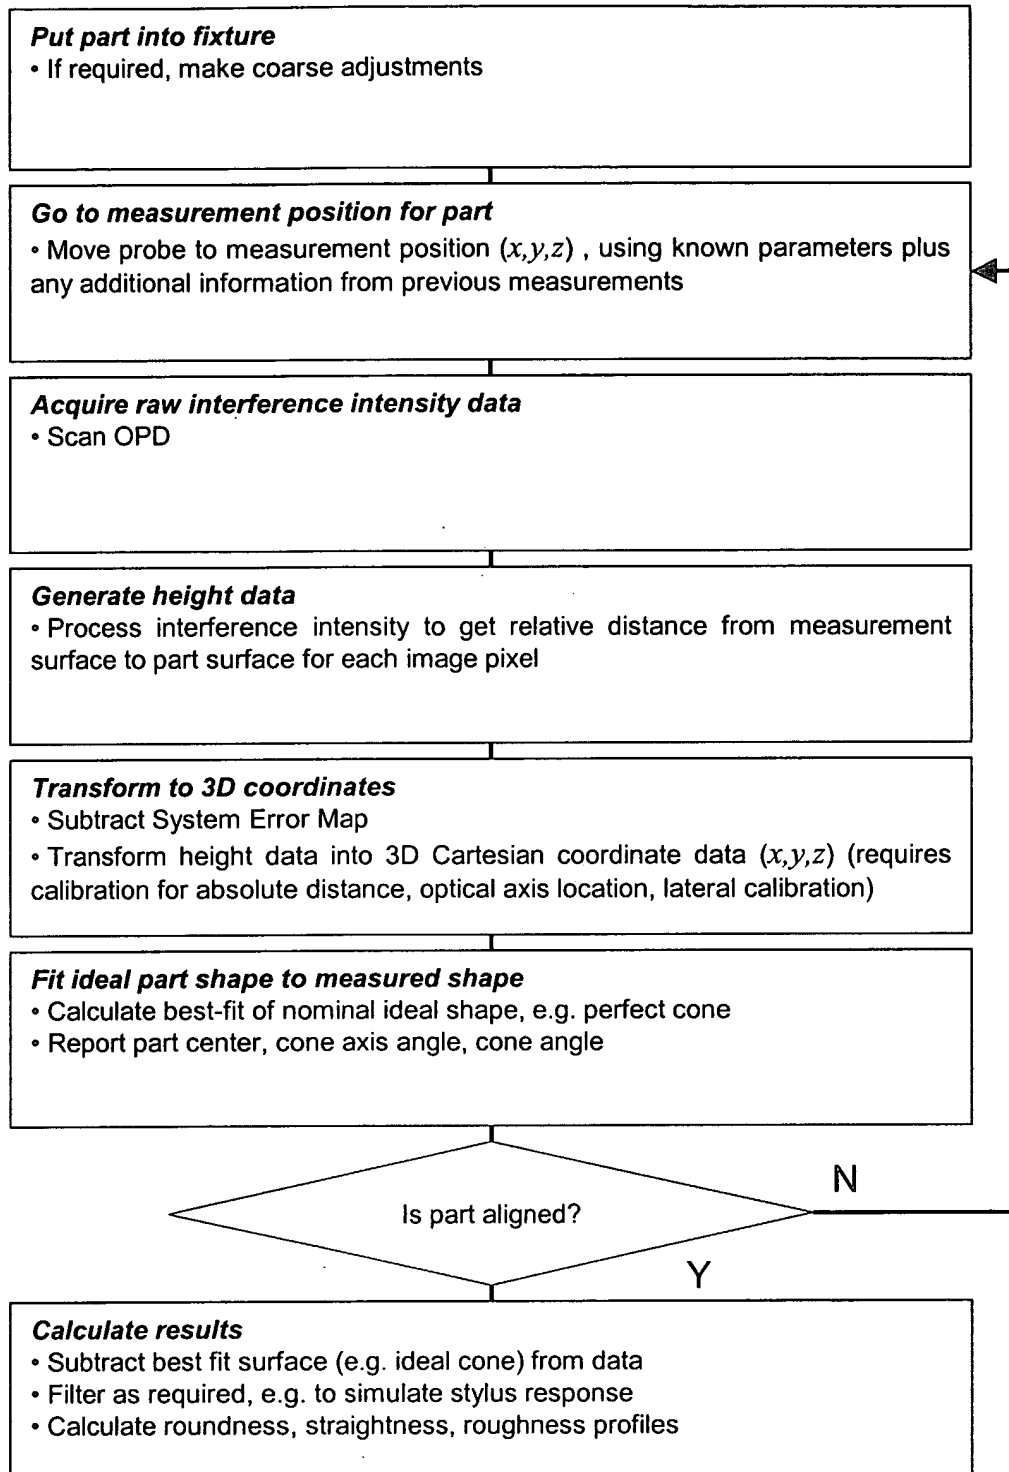 Put part into fixture
• If required, make coarse adjustments
Go to measurement position for part
• Move probe to measurement position (x,y,z) , using known parameters plus
any additional information from previous measurements
Acquire raw interference intensity data
• Scan OPD
Generate height data
• Process interference intensity to get relative distance from measurement
surface to part surface for each image pixel
Transform to 3D coordinates
• Subtract System Error Map
• Transform height data into 3D Cartesian coordinate data (x,y,z) (requires
calibration for absolute distance, optical axis location, lateral calibration)
Fit ideal part shape to measured shape
• Calculate best-fit of nominal ideal shape, e.g. perfect cone
• Report part center, cone axis angle, cone angle
Is part aligned?
N
Y
Calculate results
• Subtract best fit surface (e.g. ideal cone) from data
• Filter as required, e.g. to simulate stylus response
• Calculate roundness, straightness, roughness profiles